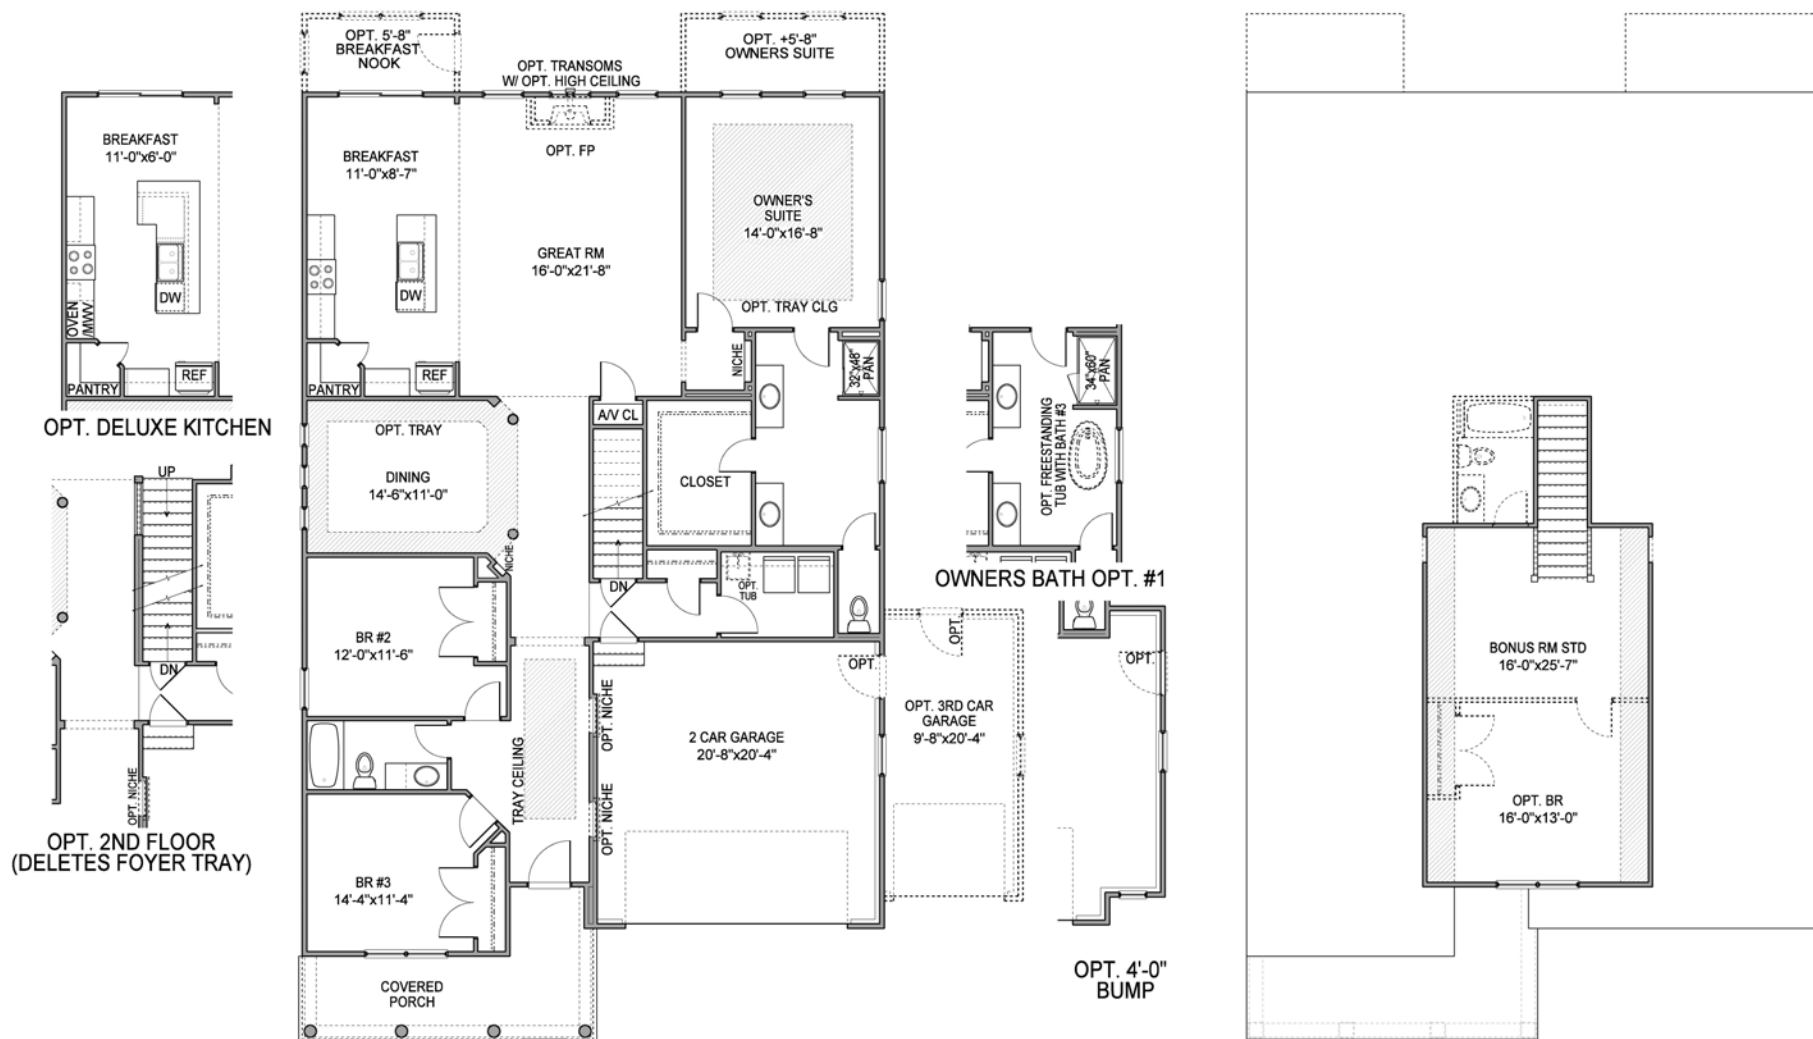 BREAKFAST
11'-0"x6'-0"
OVEN
/MWV
DW
REF
PANTRY
OPT. DELUXE KITCHEN
UP
DN
OPT. NICHE
OPT. 2ND FLOOR
(DELETES FOYER TRAY)
OPT. 5'-8"
BREAKFAST
NOOK
OPT. TRANSOMS
W/ OPT. HIGH CEILING
OPT. +5'-8"
OWNERS SUITE
OPT. FP
BREAKFAST
11'-0"x8'-7"
GREAT RM
16'-0"x21'-8"
OWNER'S
SUITE
14'-0"x16'-8"
OPT. TRAY CLG
DW
REF
PANTRY
NICHE
32"x48"
PAN
A/V CL
OPT. TRAY
DINING
14'-6"x11'-0"
CLOSET
NICHE
DN
OPT.
TUB
BR #2
12'-0"x11'-6"
TRAY CEILING
OPT. NICHE
OPT. NICHE
2 CAR GARAGE
20'-8"x20'-4"
OPT.
BR #3
14'-4"x11'-4"
COVERED
PORCH
34"x60"
PAN
OPT. FREESTANDING
TUB WITH BATH #3
OWNERS BATH OPT. #1
OPT.
OPT. 3RD CAR
GARAGE
9'-8"x20'-4"
OPT.
OPT. 4'-0"
BUMP
BONUS RM STD
16'-0"x25'-7"
OPT. BR
16'-0"x13'-0"